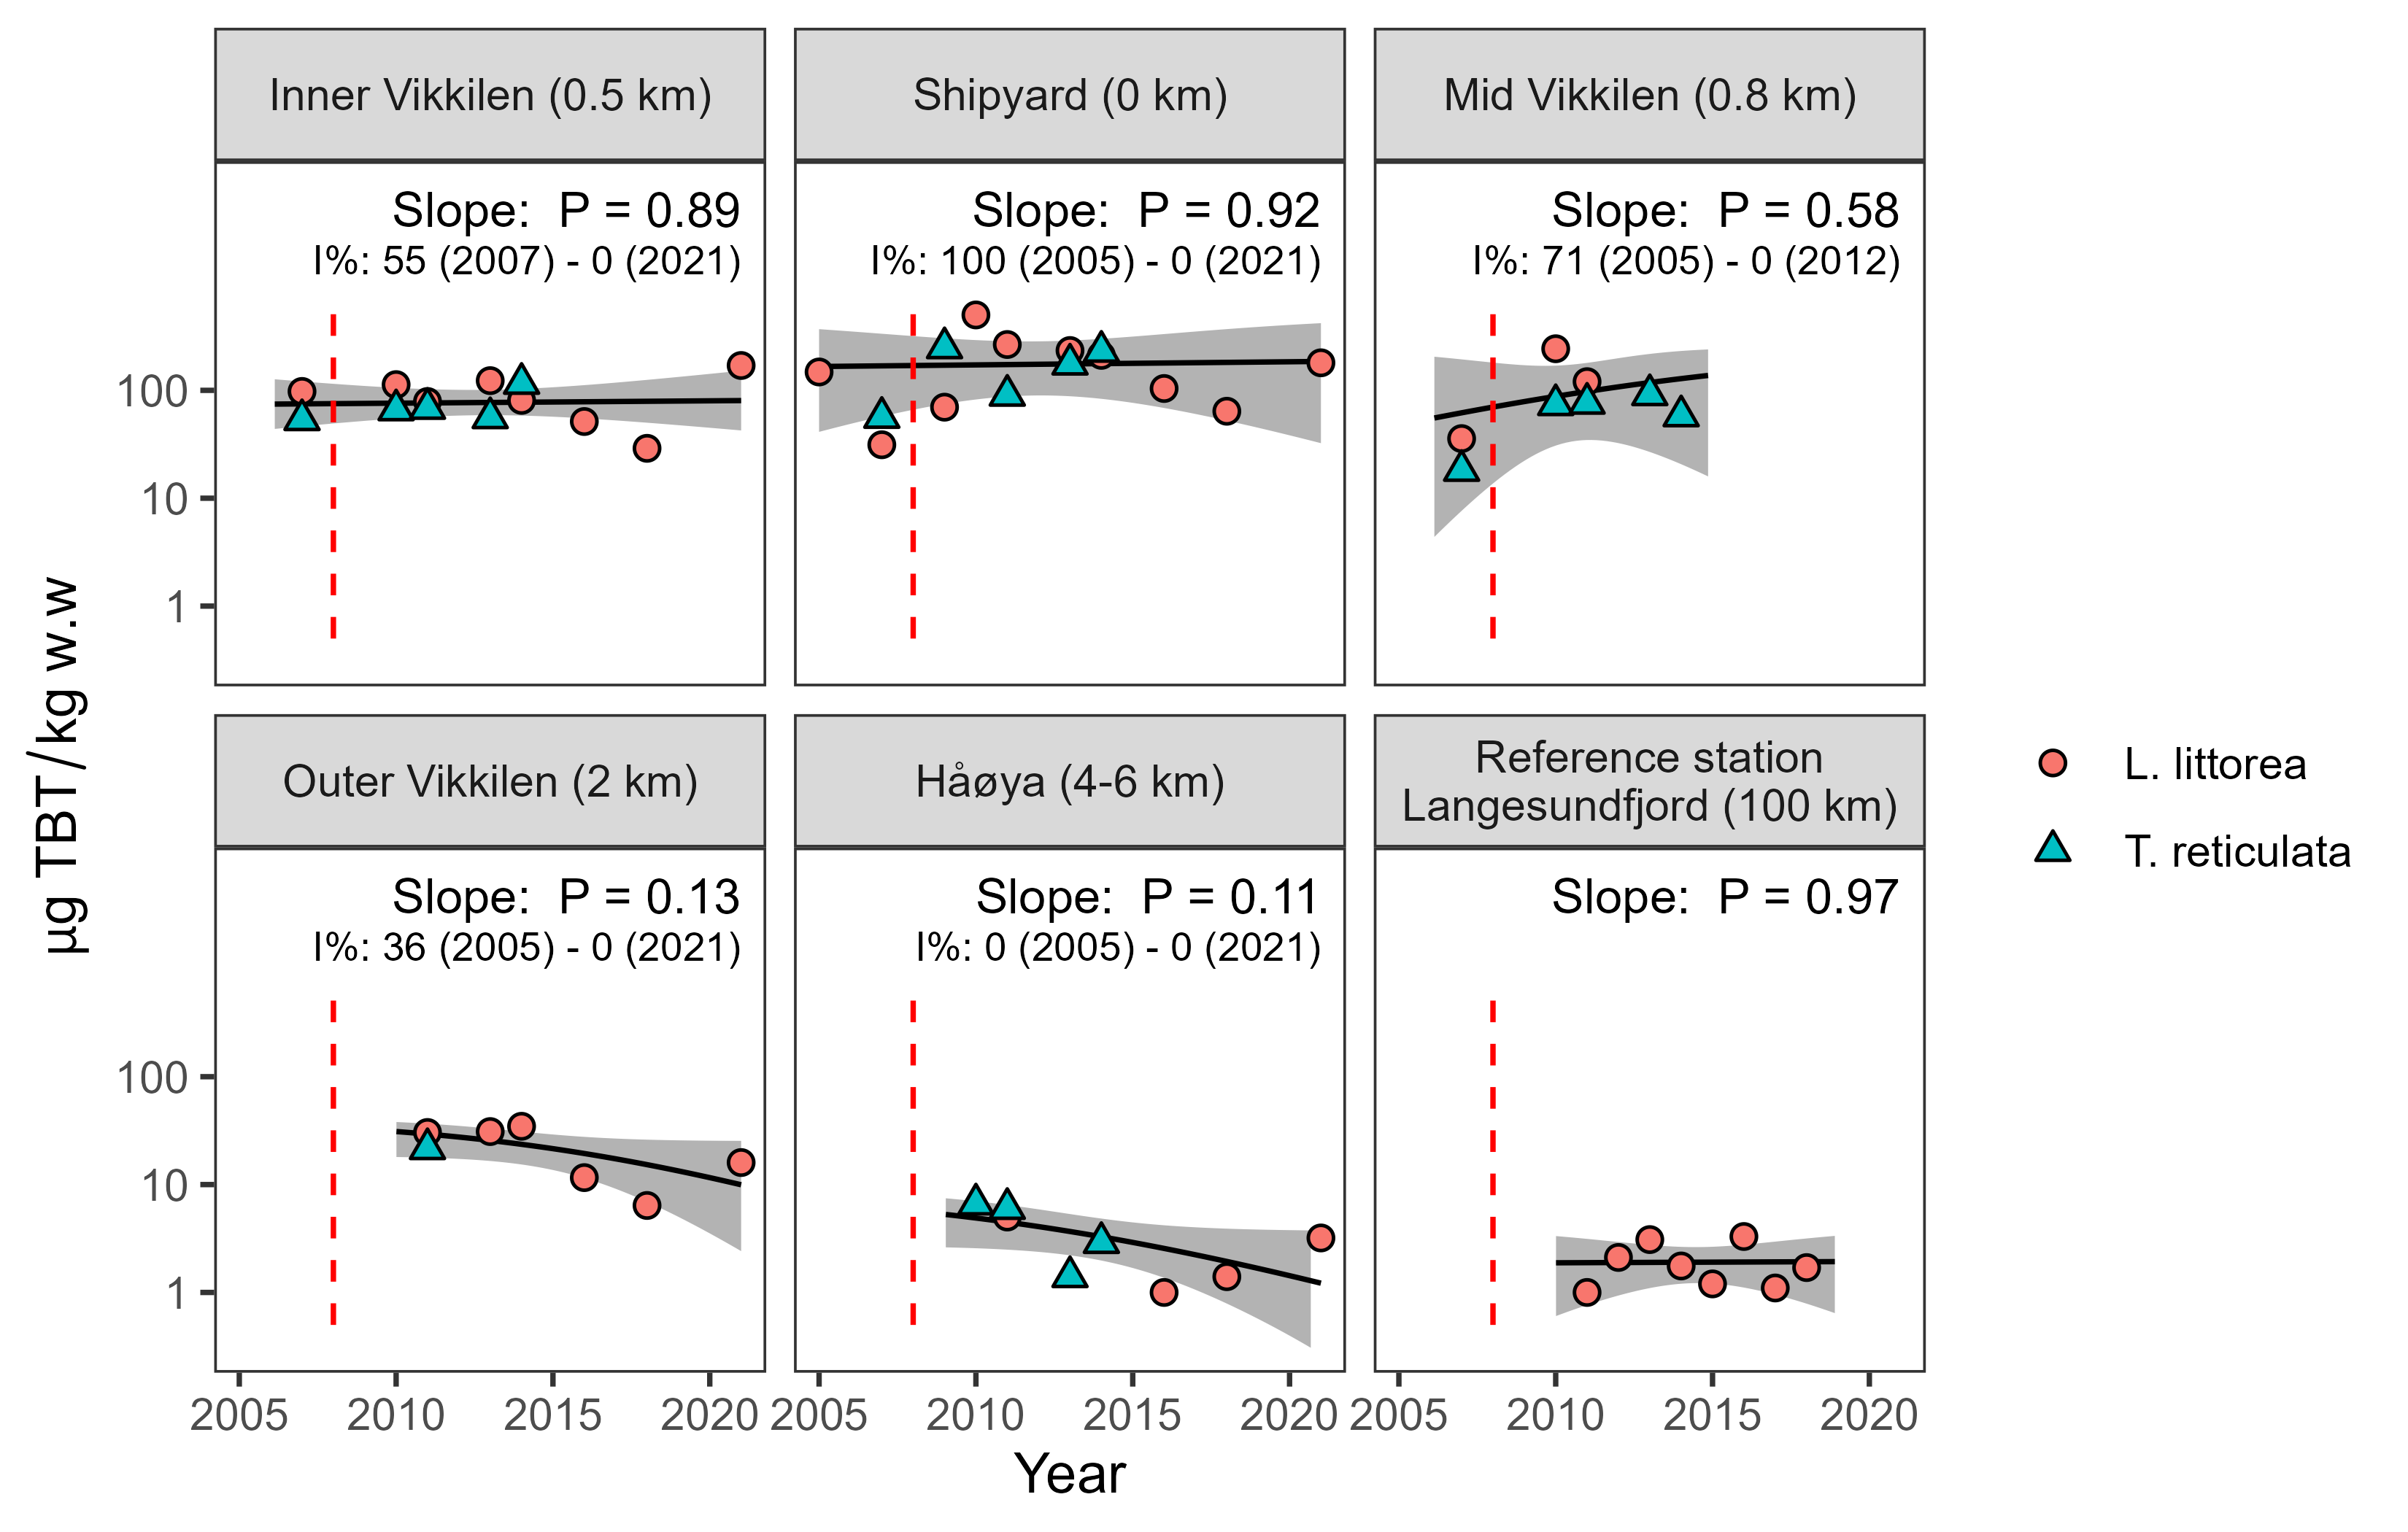 Inner Vikkilen (0.5 km)
Shipyard (0 km)
Mid Vikkilen (0.8 km)
Slope:  P = 0.89
I%: 55 (2007) - 0 (2021)
Slope:  P = 0.92
I%: 100 (2005) - 0 (2021)
Slope:  P = 0.58
I%: 71 (2005) - 0 (2012)
100
10
1
µg TBT/kg w.w
Outer Vikkilen (2 km)
Håøya (4-6 km)
Reference station
Langesundfjord (100 km)
Slope:  P = 0.13
I%: 36 (2005) - 0 (2021)
Slope:  P = 0.11
I%: 0 (2005) - 0 (2021)
Slope:  P = 0.97
100
10
1
2005 2010 2015 2020
2005 2010 2015 2020
2005 2010 2015 2020
Year
L. littorea
T. reticulata